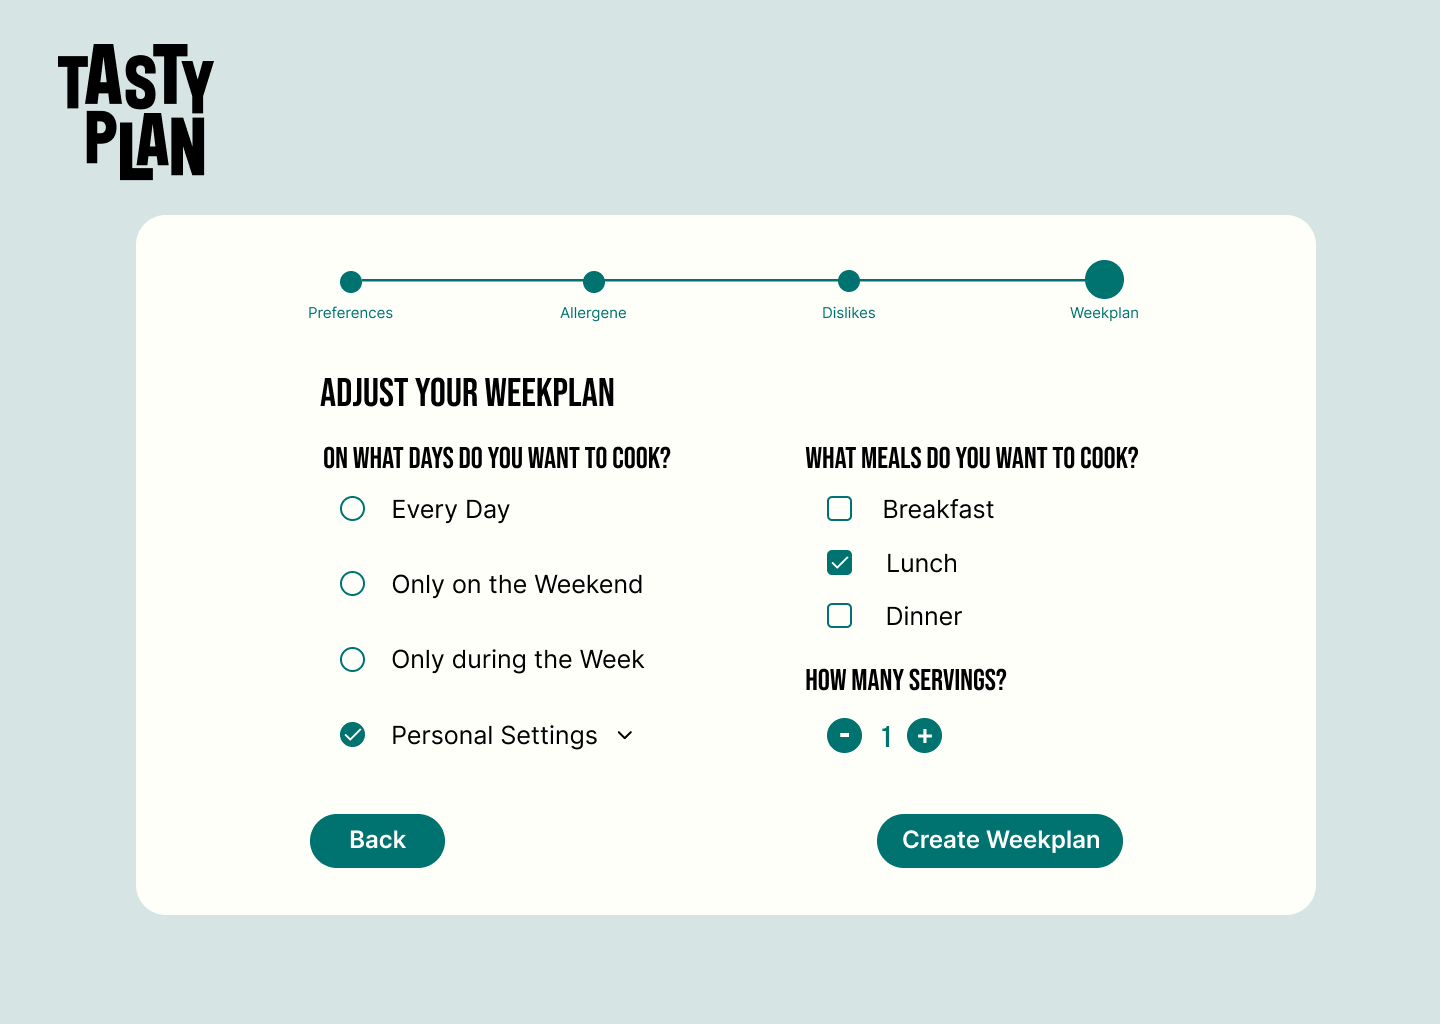 TASTY
PLAN
Preferences
Allergene
Dislikes
Weekplan
ADJUST YOUR WEEKPLAN
ON WHAT DAYS DO YOU WANT TO COOK?
Every Day
Only on the Weekend
Only during the Week
Personal Settings
WHAT MEALS DO YOU WANT TO COOK?
Breakfast
Lunch
Dinner
HOW MANY SERVINGS?
- 1 +
Back
Create Weekplan